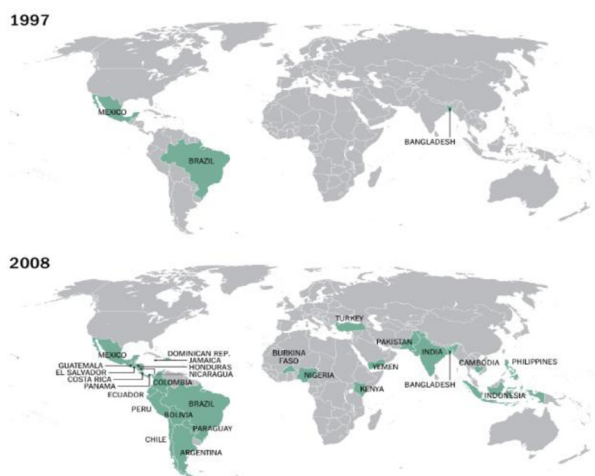 1997
MEXICO
BRAZIL
BANGLADESH
2008
MEXICO
DOMINICAN REP.
JAMAICA
GUATEMALA
HONDURAS
EL SALVADOR
NICARAGUA
COSTA RICA
PANAMA
COLOMBIA
ECUADOR
PERU
BRAZIL
BOLIVIA
PARAGUAY
CHILE
ARGENTINA
TURKEY
BURKINA
FASO
NIGERIA
KENYA
YEMEN
PAKISTAN
INDIA
BANGLADESH
CAMBODIA
PHILIPPINES
INDONESIA